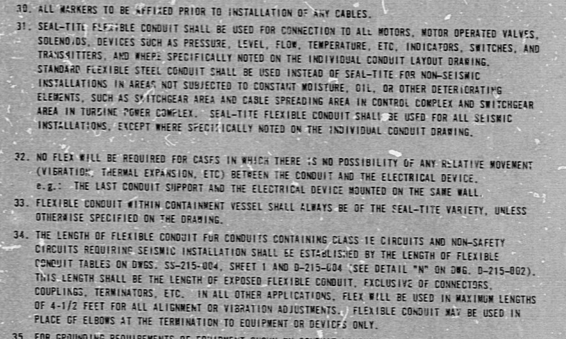 30. ALL MARKERS TO BE AFFIXED PRIOR TO INSTALLATION OF ANY CABLES.
31. SEAL-TITE FLEXIBLE CONDUIT SHALL BE USED FOR CONNECTION TO ALL MOTORS, MOTOR OPERATED VALVES,
SOLENOIDS, DEVICES SUCH AS PRESSURE, LEVEL, FLOW, TEMPERATURE, ETC, INDICATORS, SWITCHES, AND
TRANSMITTERS, AND WHERE SPECIFICALLY NOTED ON THE INDIVIDUAL CONDUIT LAYOUT DRAWING.
STANDARD FLEXIBLE STEEL CONDUIT SHALL BE USED INSTEAD OF SEAL-TITE FOR NON-SEISMIC
INSTALLATIONS IN AREAS NOT SUBJECTED TO CONSTANT MOISTURE, OIL, OR OTHER DETERIORATING
ELEMENTS, SUCH AS SWITCHGEAR AREA AND CABLE SPREADING AREA IN CONTROL COMPLEX AND SWITCHGEAR
AREA IN TURBINE POWER COMPLEX. SEAL-TITE FLEXIBLE CONDUIT SHALL BE USED FOR ALL SEISMIC
INSTALLATIONS, EXCEPT WHERE SPECIFICALLY NOTED ON THE INDIVIDUAL CONDUIT DRAWING.
32. NO FLEX WILL BE REQUIRED FOR CASES IN WHICH THERE IS NO POSSIBILITY OF ANY RELATIVE MOVEMENT
(VIBRATION, THERMAL EXPANSION, ETC) BETWEEN THE CONDUIT AND THE ELECTRICAL DEVICE.
e.g.: THE LAST CONDUIT SUPPORT AND THE ELECTRICAL DEVICE MOUNTED ON THE SAME WALL.
33. FLEXIBLE CONDUIT WITHIN CONTAINMENT VESSEL SHALL ALWAYS BE OF THE SEAL-TITE VARIETY, UNLESS
OTHERWISE SPECIFIED ON THE DRAWING.
34. THE LENGTH OF FLEXIBLE CONDUIT FOR CONDUITS CONTAINING CLASS 1E CIRCUITS AND NON-SAFETY
CIRCUITS REQUIRING SEISMIC INSTALLATION SHALL BE ESTABLISHED BY THE LENGTH OF FLEXIBLE
CONDUIT TABLES ON DWGS. SS-215-004, SHEET 1 AND D-215-004 (SEE DETAIL "N" ON DWG. D-215-002).
THIS LENGTH SHALL BE THE LENGTH OF EXPOSED FLEXIBLE CONDUIT, EXCLUSIVE OF CONNECTORS,
COUPLINGS, TERMINATORS, ETC. IN ALL OTHER APPLICATIONS, FLEX WILL BE USED IN MAXIMUM LENGTHS
OF 4-1/2 FEET FOR ALL ALIGNMENT OR VIBRATION ADJUSTMENTS. FLEXIBLE CONDUIT MAY BE USED IN
PLACE OF ELBOWS AT THE TERMINATION TO EQUIPMENT OR DEVICES ONLY.
35. FOR GROUNDING REQUIREMENTS OF EQUIPMENT